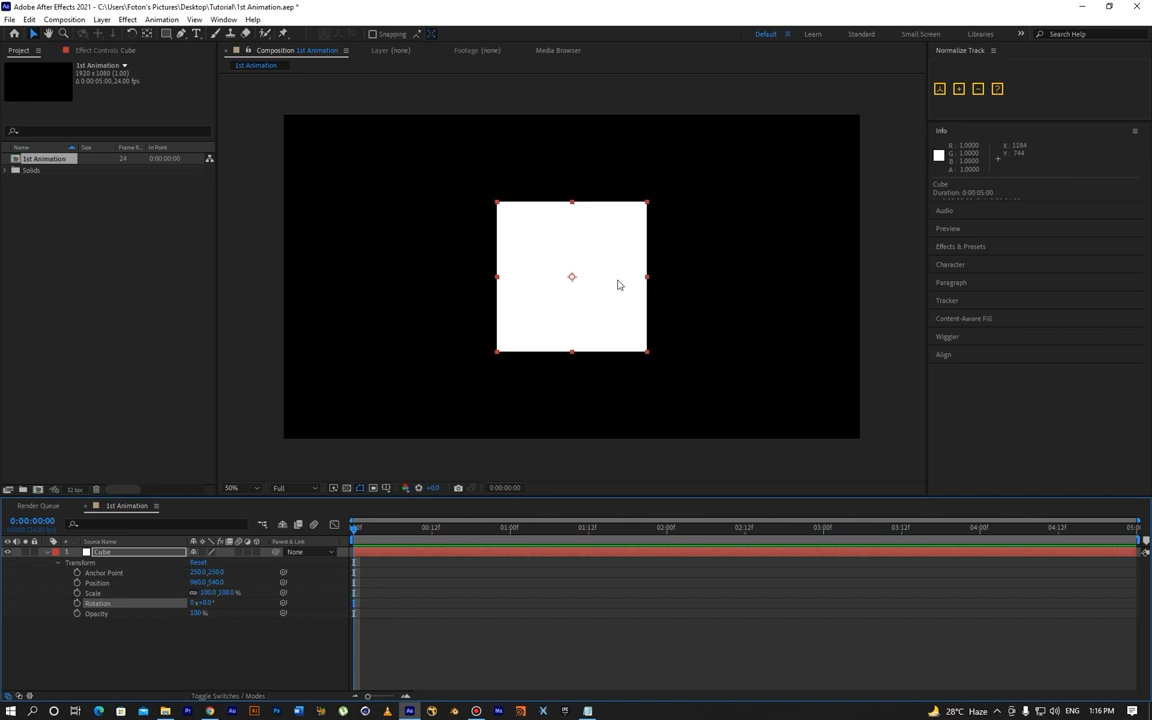 Adobe After Effects 2021 - C:\Users\Foton's Pictures\Desktop\Tutorial\1st Animation.aep *
File Edit Composition Layer Effect Animation View Window Help
Snapping Default Learn Standard Small Screen Libraries Search Help
Project Effect Controls Cube Composition 1st Animation Layer (none) Footage (none) Media Browser Normalize Track
1st Animation
1920 x 1080 (1.00)
Δ 0:00:05:00, 24.00 fps
1st Animation
Name Size Frame R... In Point
1st Animation 24 0:00:00:00
Solids
Info
R: 1.0000
G: 1.0000
B: 1.0000
A: 1.0000
X: 1184
Y: 744
Cube
Duration: 0:00:05:00
Audio
Preview
Effects & Presets
Character
Paragraph
Tracker
Content-Aware Fill
Wiggler
Align
32 bpc 50% Full +0.0 0:00:00:00
Render Queue 1st Animation
0:00:00:00
00:12f 01:00f 01:12f 02:00f 02:12f 03:00f 03:12f 04:00f 04:12f
# Source Name Parent & Link
1 Cube None
Transform Reset
Anchor Point 250.0,250.0
Position 960.0,540.0
Scale 100.0,100.0%
Rotation 0x+0.0°
Opacity 100%
Toggle Switches / Modes
28°C Haze ENG 1:16 PM